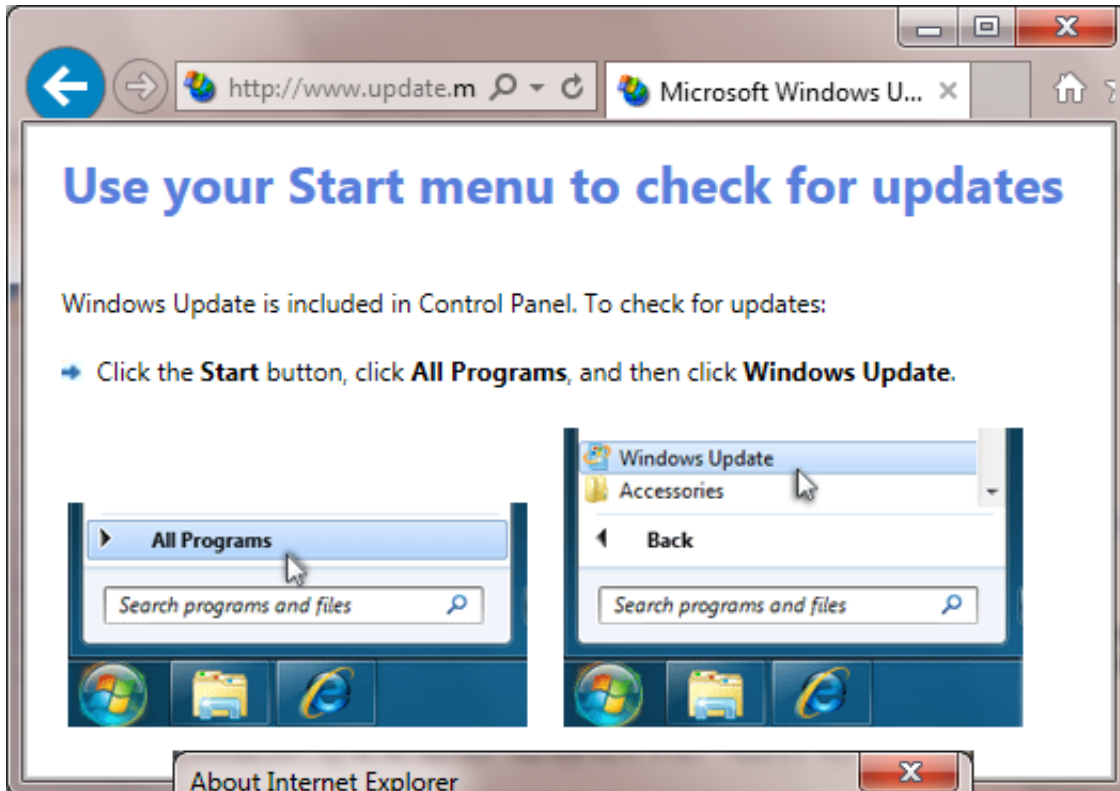 http://www.update.m
Microsoft Windows U...
Use your Start menu to check for updates
Windows Update is included in Control Panel. To check for updates:
Click the Start button, click All Programs, and then click Windows Update.
All Programs
Search programs and files
Windows Update
Accessories
Back
Search programs and files
About Internet Explorer